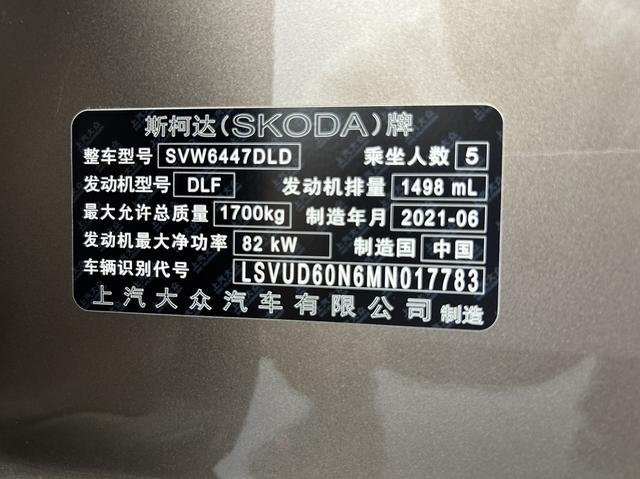 斯柯达(SKODA)牌
整车型号 SVW6447DLD 乘坐人数 5
发动机型号 DLF 发动机排量 1498 mL
最大允许总质量 1700kg 制造年月 2021-06
发动机最大净功率 82 kW 制造国 中国
车辆识别代号 LSVUD60N6MN017783
上汽大众汽车有限公司 制造